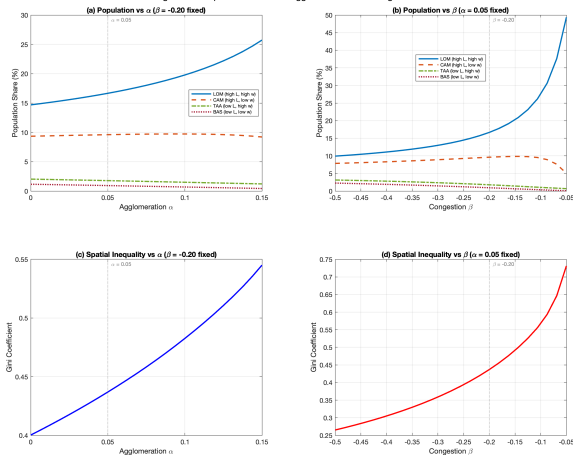 (a) Population vs α (β = -0.20 fixed)
α = 0.05
30
25
20
15
10
5
0
Population Share (%)
LOM (high L, high w)
CAM (high L, low w)
TAA (low L, high w)
BAS (low L, low w)
0
0.05
0.1
0.15
Agglomeration α
(b) Population vs β (α = 0.05 fixed)
β = -0.20
50
45
40
35
30
25
20
15
10
5
0
Population Share (%)
LOM (high L, high w)
CAM (high L, low w)
TAA (low L, high w)
BAS (low L, low w)
-0.5
-0.45
-0.4
-0.35
-0.3
-0.25
-0.2
-0.15
-0.1
-0.05
Congestion β
(c) Spatial Inequality vs α (β = -0.20 fixed)
α = 0.05
0.55
0.5
0.45
0.4
Gini Coefficient
0
0.05
0.1
0.15
Agglomeration α
(d) Spatial Inequality vs β (α = 0.05 fixed)
β = -0.20
0.75
0.7
0.65
0.6
0.55
0.5
0.45
0.4
0.35
0.3
0.25
Gini Coefficient
-0.5
-0.45
-0.4
-0.35
-0.3
-0.25
-0.2
-0.15
-0.1
-0.05
Congestion β